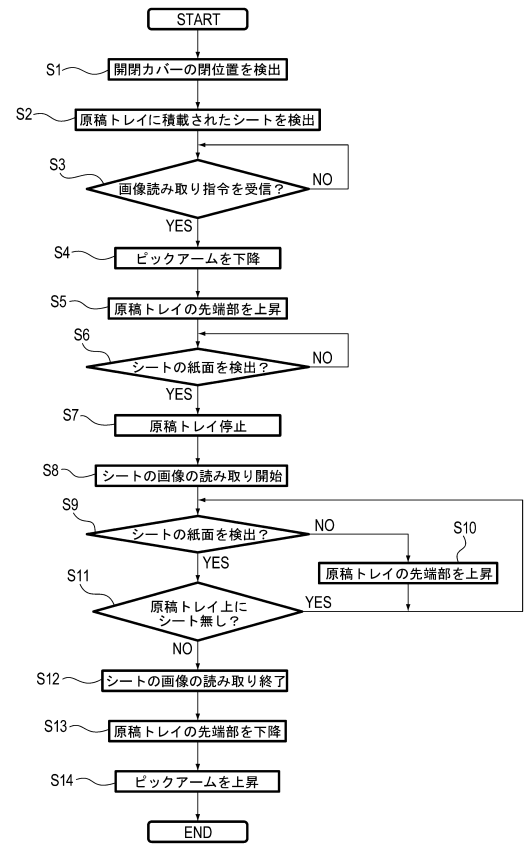 START
S1
開閉カバーの閉位置を検出
S2
原稿トレイに積載されたシートを検出
S3
画像読み取り指令を受信？
NO
YES
S4
ピックアームを下降
S5
原稿トレイの先端部を上昇
S6
シートの紙面を検出？
NO
YES
S7
原稿トレイ停止
S8
シートの画像の読み取り開始
S9
シートの紙面を検出？
NO
S10
原稿トレイの先端部を上昇
YES
S11
原稿トレイ上に
シート無し？
YES
NO
S12
シートの画像の読み取り終了
S13
原稿トレイの先端部を下降
S14
ピックアームを上昇
END